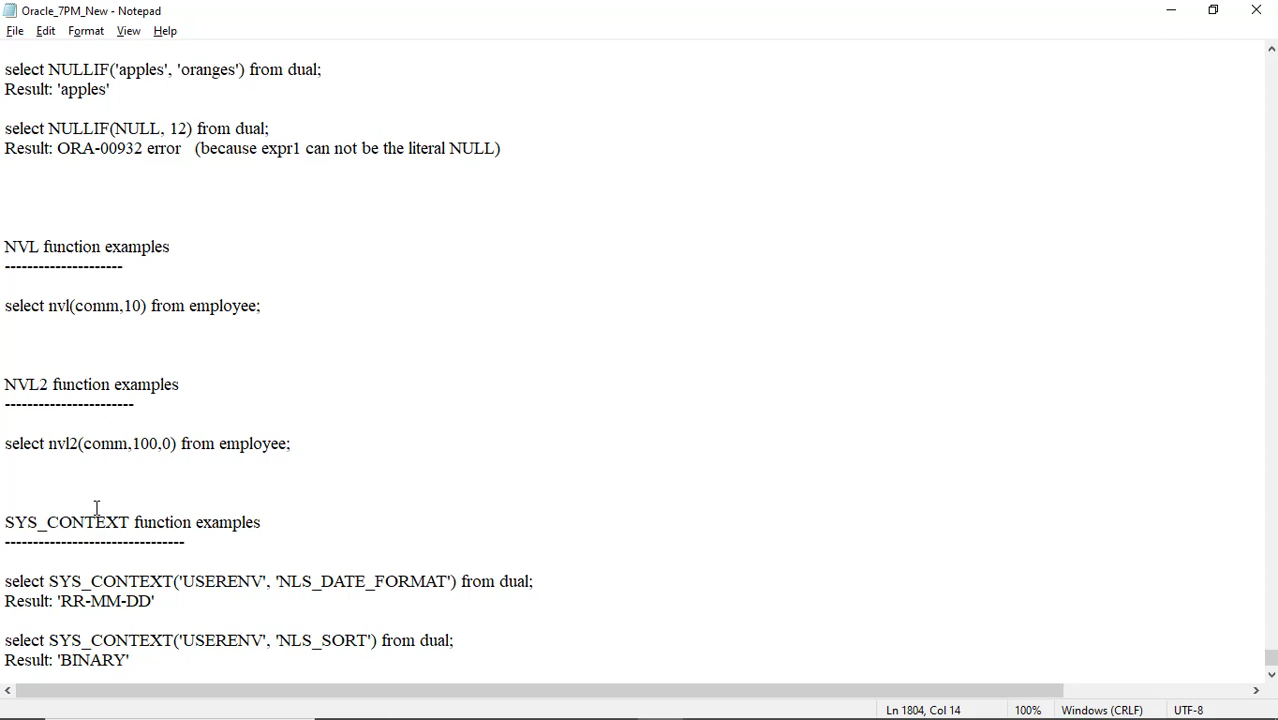 Oracle_7PM_New - Notepad
File Edit Format View Help
select NULLIF('apples', 'oranges') from dual;
Result: 'apples'
select NULLIF(NULL, 12) from dual;
Result: ORA-00932 error (because expr1 can not be the literal NULL)
NVL function examples
---------------------
select nvl(comm,10) from employee;
NVL2 function examples
-----------------------
select nvl2(comm,100,0) from employee;
SYS_CONTEXT function examples
--------------------------------
select SYS_CONTEXT('USERENV', 'NLS_DATE_FORMAT') from dual;
Result: 'RR-MM-DD'
select SYS_CONTEXT('USERENV', 'NLS_SORT') from dual;
Result: 'BINARY'
Ln 1804, Col 14 100% Windows (CRLF) UTF-8